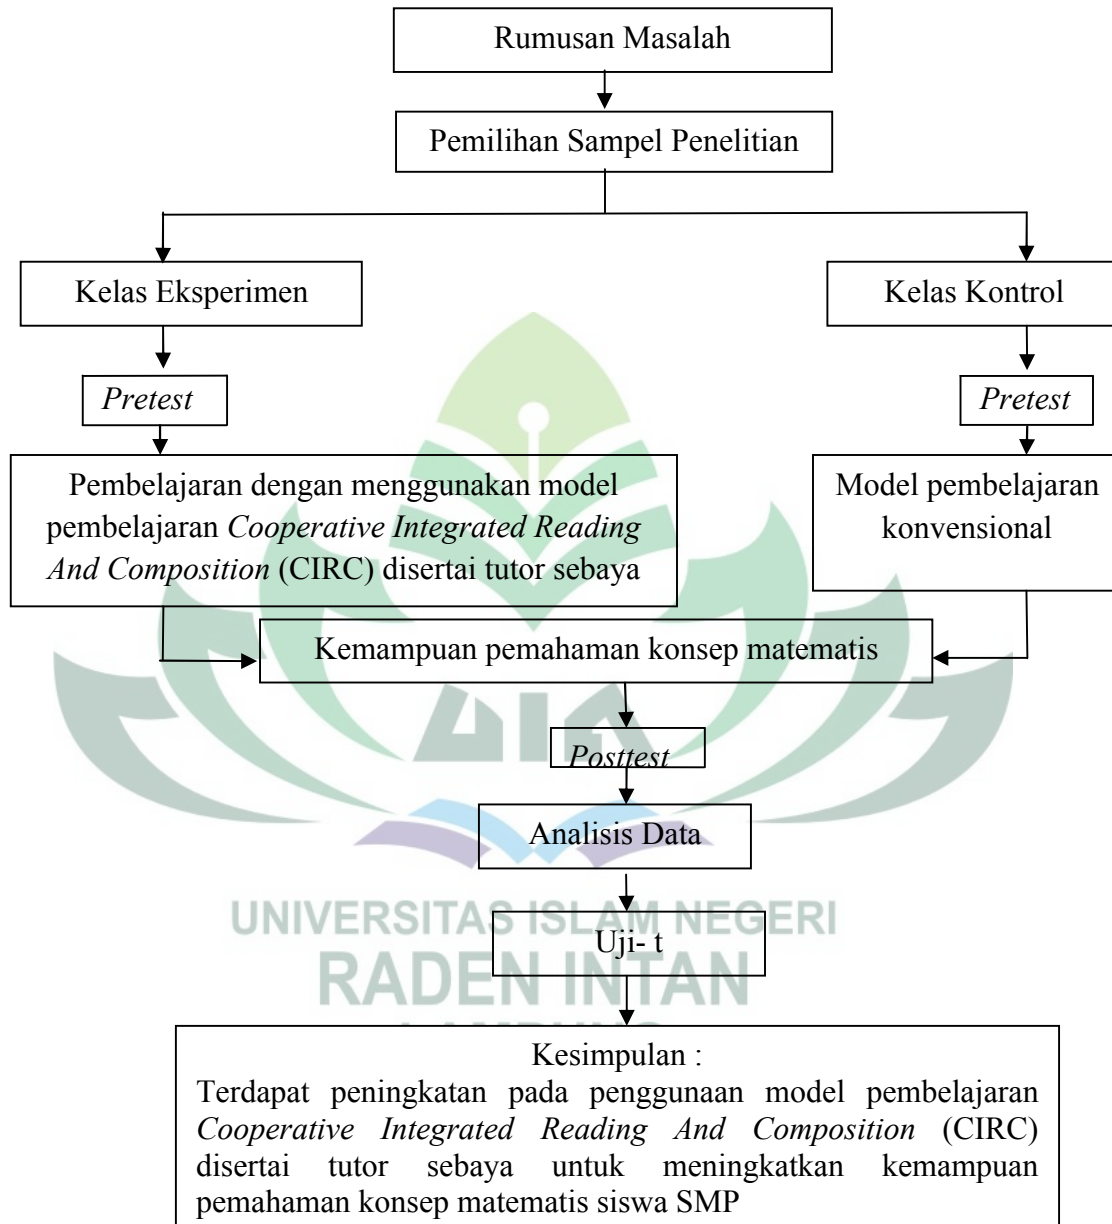 Rumusan Masalah
Pemilihan Sampel Penelitian
Kelas Eksperimen
Kelas Kontrol
Pretest
Pretest
Pembelajaran dengan menggunakan model
pembelajaran Cooperative Integrated Reading
And Composition (CIRC) disertai tutor sebaya
Model pembelajaran
konvensional
Kemampuan pemahaman konsep matematis
Posttest
Analisis Data
UNIVERSITAS ISLAM NEGERI
Uji- t
RADEN INTAN
Kesimpulan :
Terdapat peningkatan pada penggunaan model pembelajaran
Cooperative Integrated Reading And Composition (CIRC)
disertai tutor sebaya untuk meningkatkan kemampuan
pemahaman konsep matematis siswa SMP